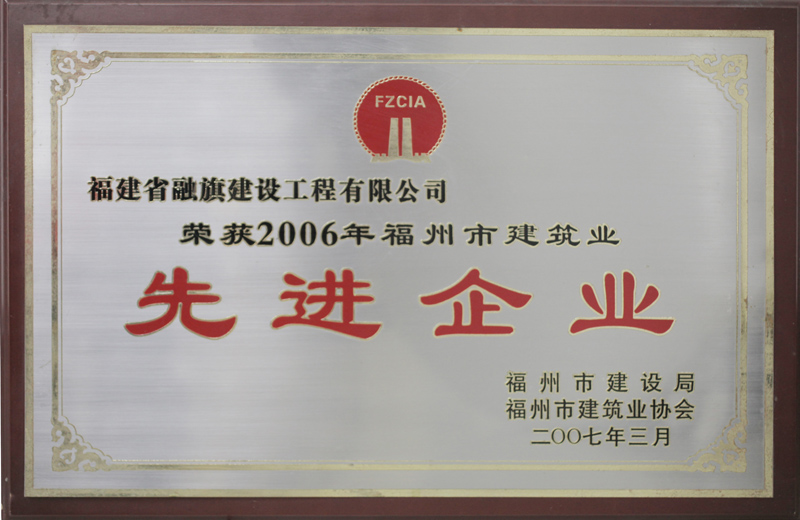 FZCIA
福建省融旗建设工程有限公司
荣获2006年福州市建筑业
先进企业
福州市建设局
福州市建筑业协会
二〇〇七年三月